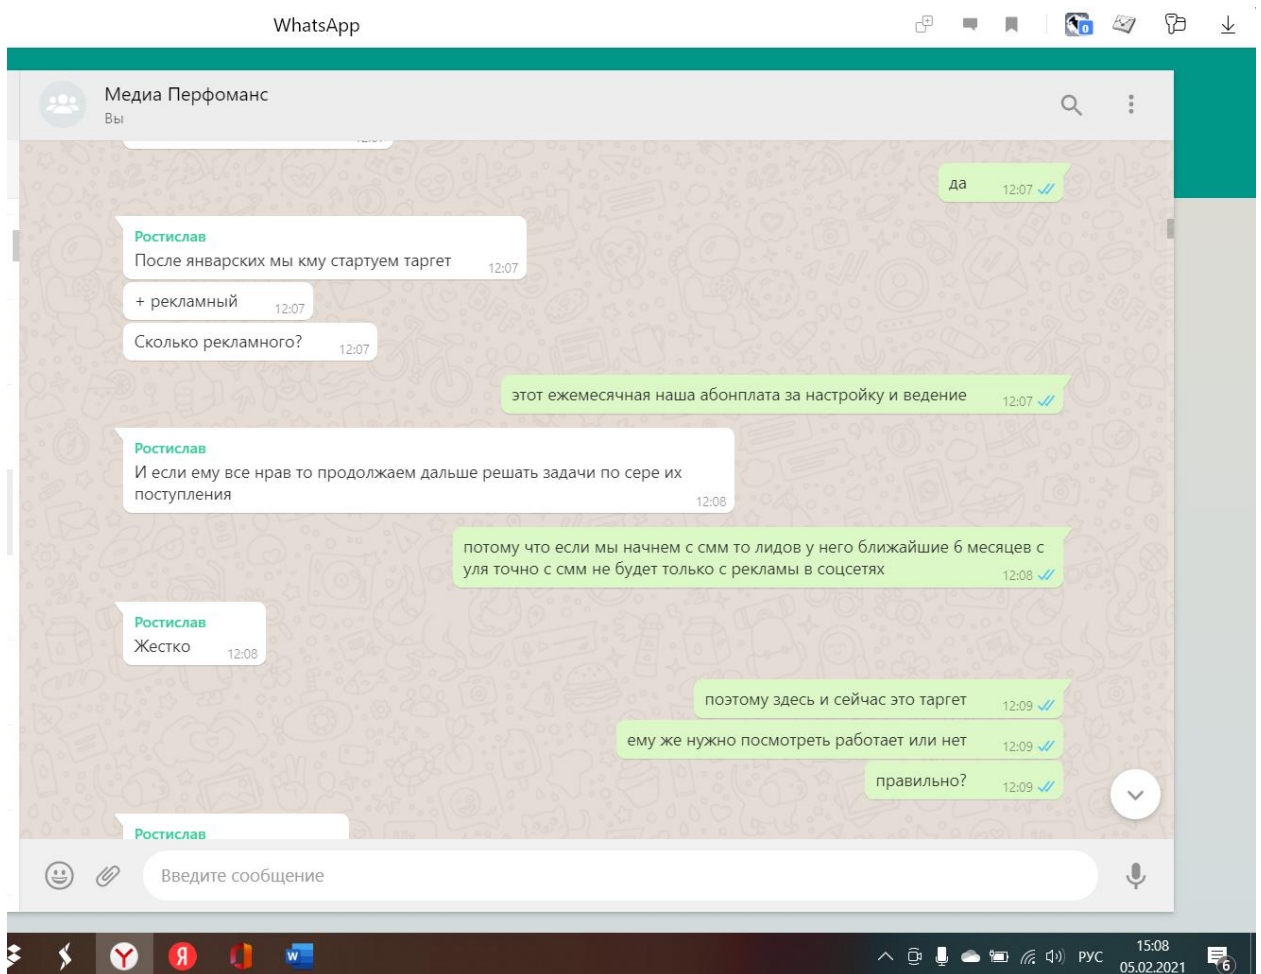 WhatsApp
0
Медиа Перфоманс
Вы
да 12:07
Ростислав
После январских мы кму стартуем таргет 12:07
+ рекламный 12:07
Сколько рекламного? 12:07
этот ежемесячная наша абонплата за настройку и ведение 12:07
Ростислав
И если ему все нрав то продолжаем дальше решать задачи по сере их
поступления 12:08
потому что если мы начнем с смм то лидов у него ближайшие 6 месяцев с
уля точно с смм не будет только с рекламы в соцсетях 12:08
Ростислав
Жестко 12:08
поэтому здесь и сейчас это таргет 12:09
ему же нужно посмотреть работает или нет 12:09
правильно? 12:09
Ростислав
Введите сообщение
Y Я W РУС 15:08
05.02.2021 6